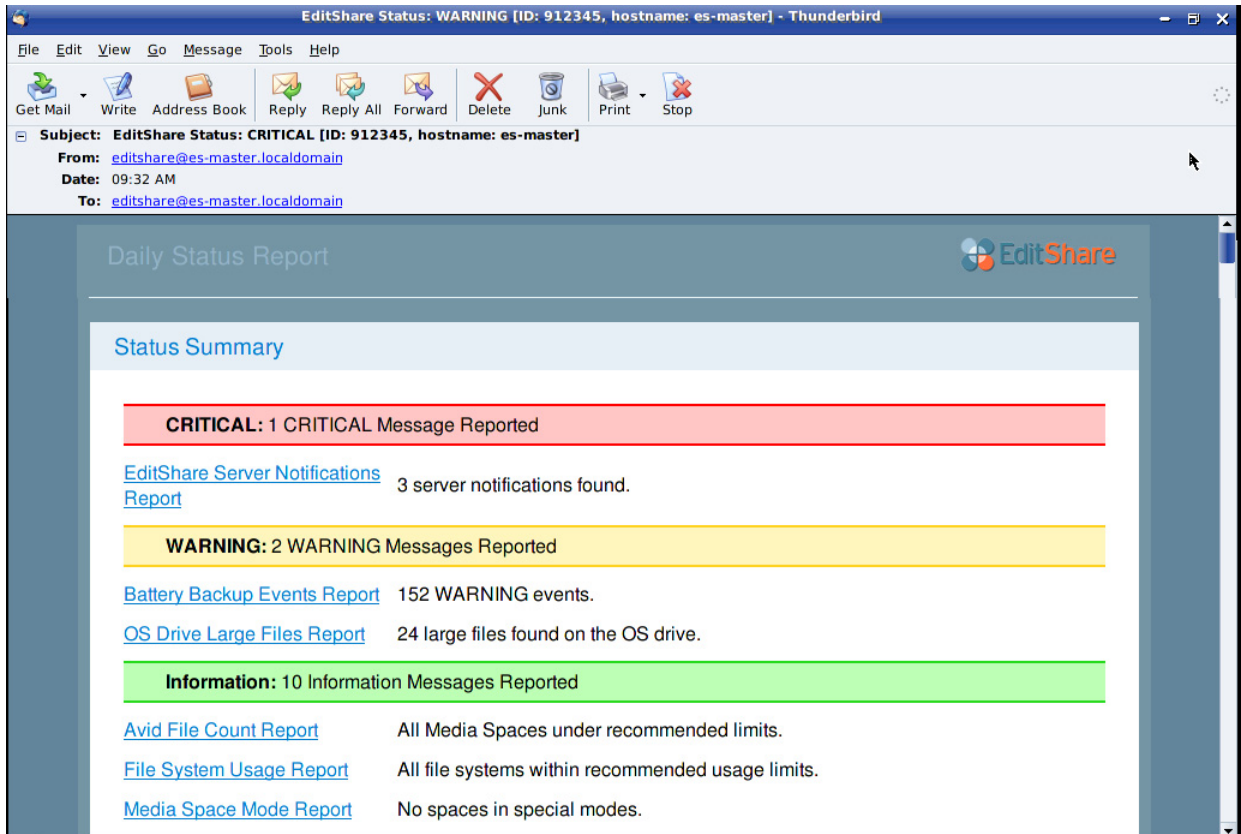 EditShare Status: WARNING [ID: 912345, hostname: es-master] - Thunderbird
File Edit View Go Message Tools Help
Get Mail Write Address Book Reply Reply All Forward Delete Junk Print Stop
Subject: EditShare Status: CRITICAL [ID: 912345, hostname: es-master]
From: editshare@es-master.localdomain
Date: 09:32 AM
To: editshare@es-master.localdomain
Daily Status Report EditShare
Status Summary
CRITICAL: 1 CRITICAL Message Reported
EditShare Server Notifications
Report
3 server notifications found.
WARNING: 2 WARNING Messages Reported
Battery Backup Events Report 152 WARNING events.
OS Drive Large Files Report 24 large files found on the OS drive.
Information: 10 Information Messages Reported
Avid File Count Report All Media Spaces under recommended limits.
File System Usage Report All file systems within recommended usage limits.
Media Space Mode Report No spaces in special modes.